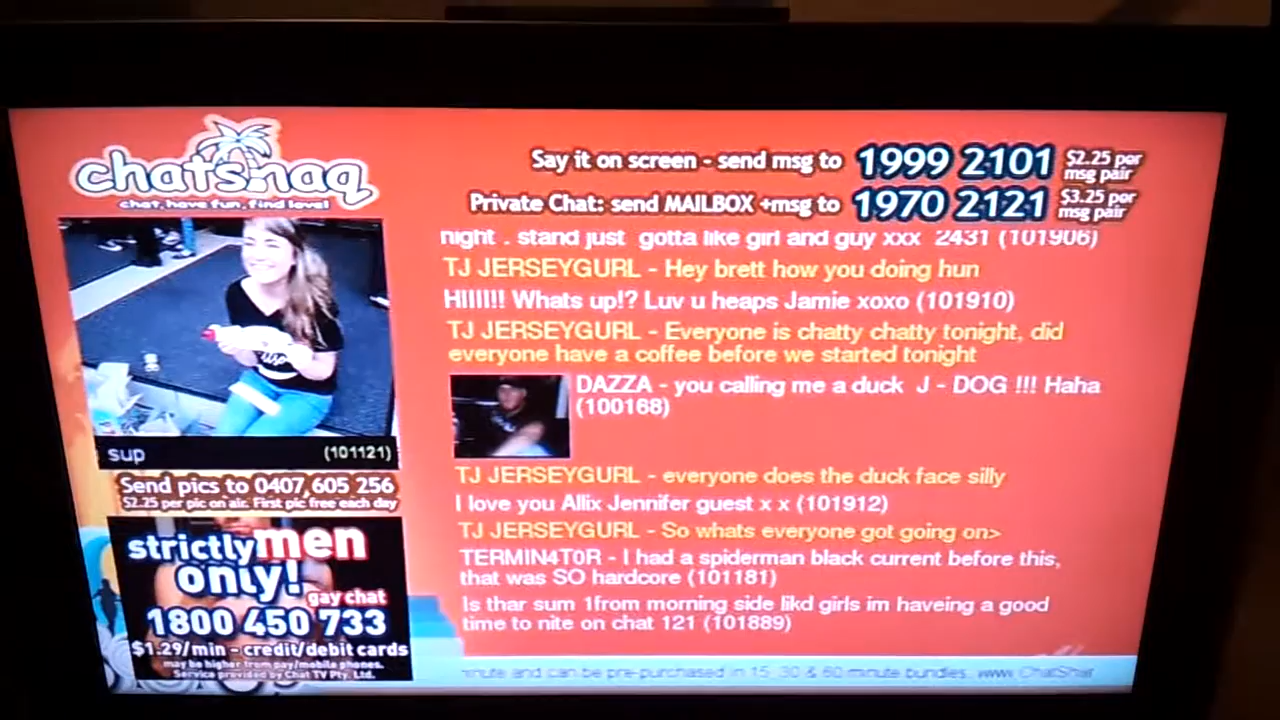 chatsnaq
chat, have fun, find love!
Say it on screen - send msg to 1999 2101 $2.25 per msg pair
Private Chat: send MAILBOX +msg to 1970 2121 $3.25 per msg pair
night . stand just gotta like girl and guy xxx 2431 (101906)
TJ JERSEYGURL - Hey brett how you doing hun
HIIIII!! Whats up!? Luv u heaps Jamie xoxo (101910)
TJ JERSEYGURL - Everyone is chatty chatty tonight, did
everyone have a coffee before we started tonight
DAZZA - you calling me a duck J - DOG !!! Haha
(100168)
TJ JERSEYGURL - everyone does the duck face silly
I love you Allix Jennifer guest x x (101912)
TJ JERSEYGURL - So whats everyone got going on>
TERMIN4T0R - I had a spiderman black current before this,
that was SO hardcore (101181)
Is thar sum 1from morning side likd girls im haveing a good
time to nite on chat 121 (101889)
sup (101121)
Send pics to 0407,605 256
$2.25 per pic on air. First pic free each day
strictly men
only!
gay chat
1800 450 733
$1.29/min - credit/debit cards
may be higher from pay/mobile phones.
Service provided by Chat TV Pty. Ltd.
minute and can be pre-purchased in 15, 30 & 60 minute bundles. www.ChatStar